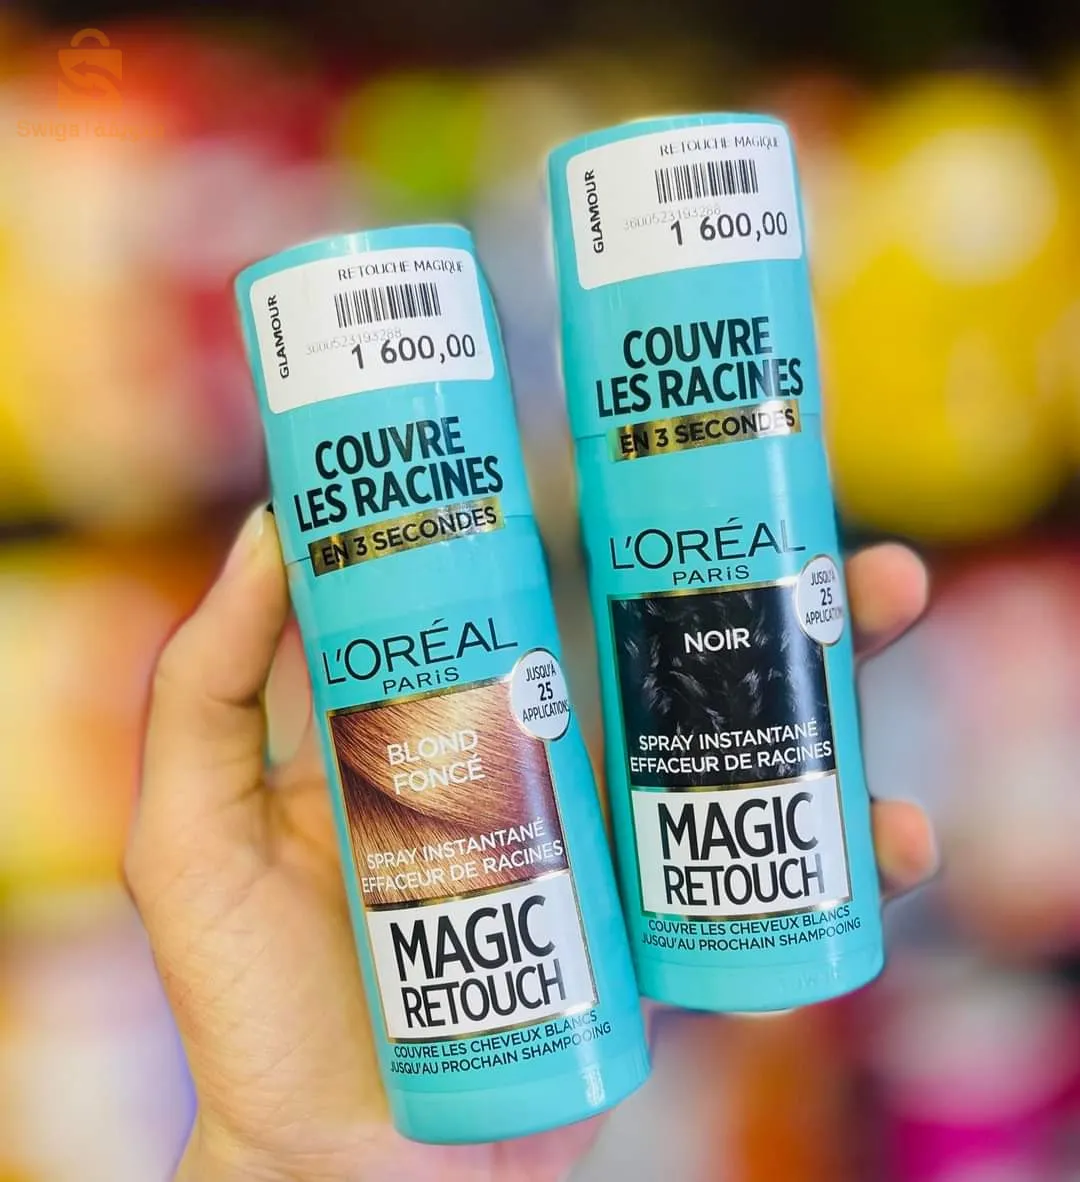 RETOUCHE MAGIQUE
GLAMOUR
3600523193288
1 600,00
COUVRE
LES RACINES
EN 3 SECONDES
L'ORÉAL
PARiS
JUSQU'À
25
APPLICATIONS
BLOND
FONCÉ
SPRAY INSTANTANÉ
EFFACEUR DE RACINES
MAGIC
RETOUCH
COUVRE LES CHEVEUX BLANCS
JUSQU'AU PROCHAIN SHAMPOOING
RETOUCHE MAGIQUE
GLAMOUR
3600523193288
1 600,00
COUVRE
LES RACINES
EN 3 SECONDES
L'ORÉAL
PARiS
JUSQU'À
25
APPLICATIONS
NOIR
SPRAY INSTANTANÉ
EFFACEUR DE RACINES
MAGIC
RETOUCH
COUVRE LES CHEVEUX BLANCS
JUSQU'AU PROCHAIN SHAMPOOING